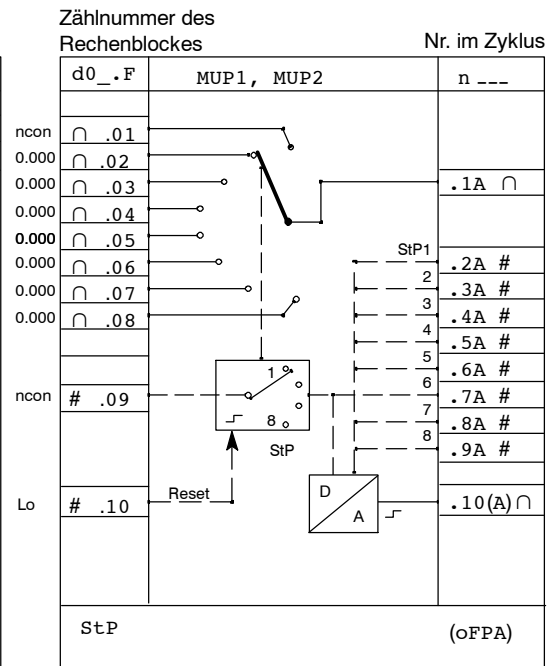 Zählnummer des
Rechenblockes
Nr. im Zyklus
d0_.F
MUP1, MUP2
n ___
ncon ∩ .01
0.000 ∩ .02
0.000 ∩ .03
.1A ∩
0.000 ∩ .04
0.000 ∩ .05
StP1
0.000 ∩ .06
.2A #
0.000 ∩ .07
2 .3A #
0.000 ∩ .08
3 .4A #
4 .5A #
5 .6A #
1
ncon # .09
6 .7A #
8
7 .8A #
StP
8 .9A #
Lo # .10
Reset
D
A
.10(A)∩
StP
(oFPA)